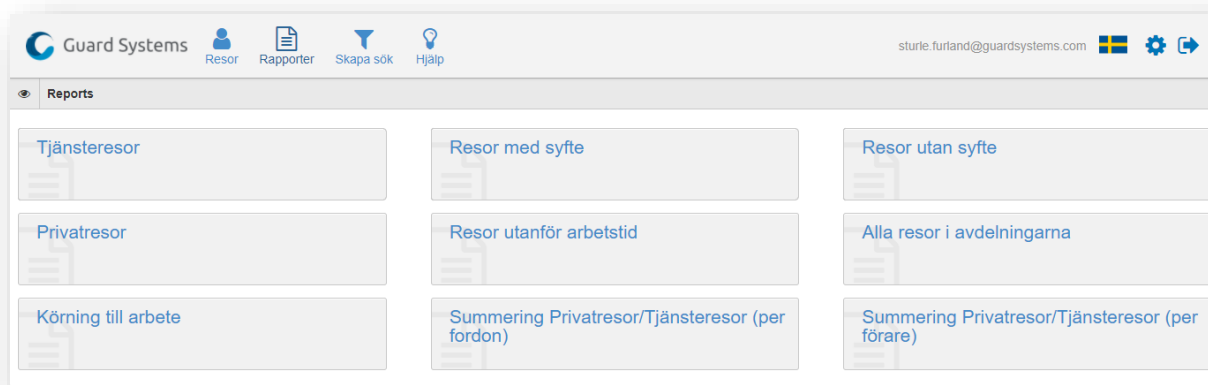 Guard Systems
Resor
Rapporter
Skapa sök
Hjälp
sturle.furland@guardsystems.com
Reports
Tjänsteresor
Resor med syfte
Resor utan syfte
Privatresor
Resor utanför arbetstid
Alla resor i avdelningarna
Körning till arbete
Summering Privatresor/Tjänsteresor (per
fordon)
Summering Privatresor/Tjänsteresor (per
förare)